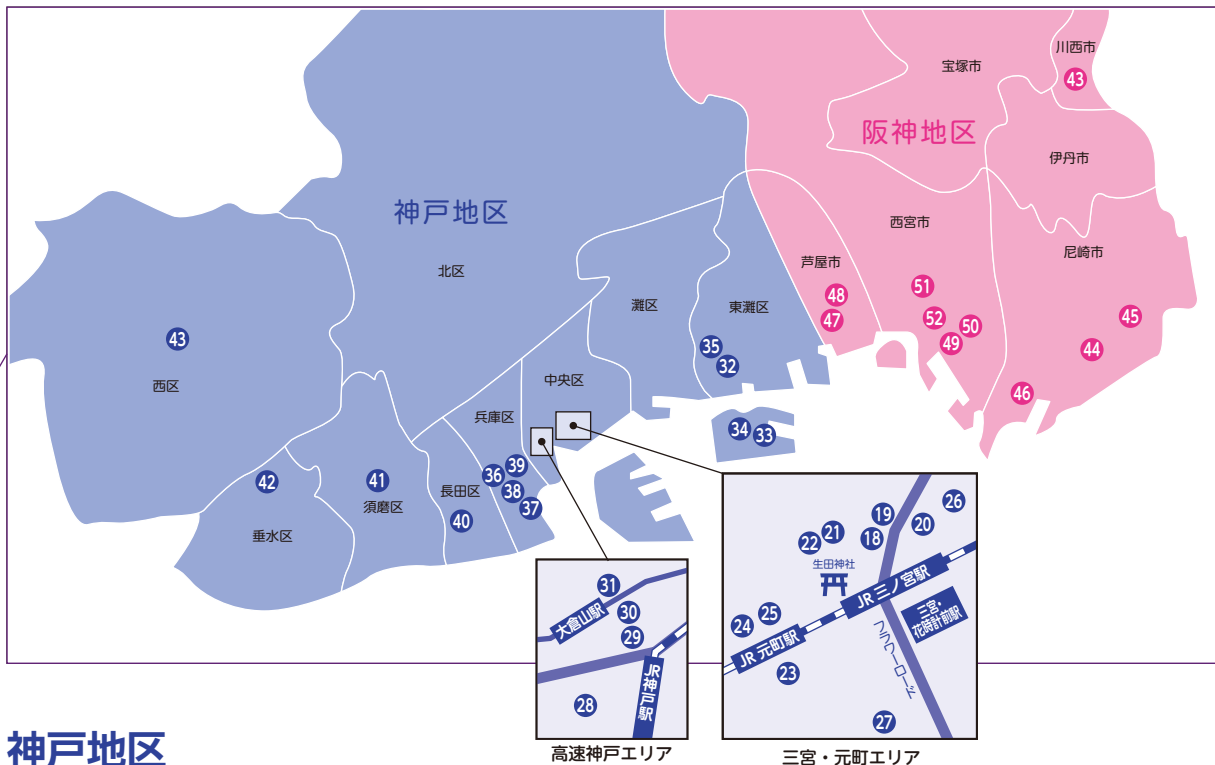 宝塚市
川西市
43
阪神地区
伊丹市
神戸地区
北区
西宮市
尼崎市
芦屋市
灘区
東灘区
48
47
51
52
50
49
45
44
46
43
西区
35
32
中央区
兵庫区
34
33
42
垂水区
41
須磨区
長田区
40
36
39
38
37
31
大倉山駅
30
29
JR神戸駅
28
高速神戸エリア
26
19
20
21
18
22
生田神社
JR 三ノ宮駅
三宮・
花時計前駅
25
24
JR 元町駅
フラワーロード
23
27
三宮・元町エリア
神戸地区